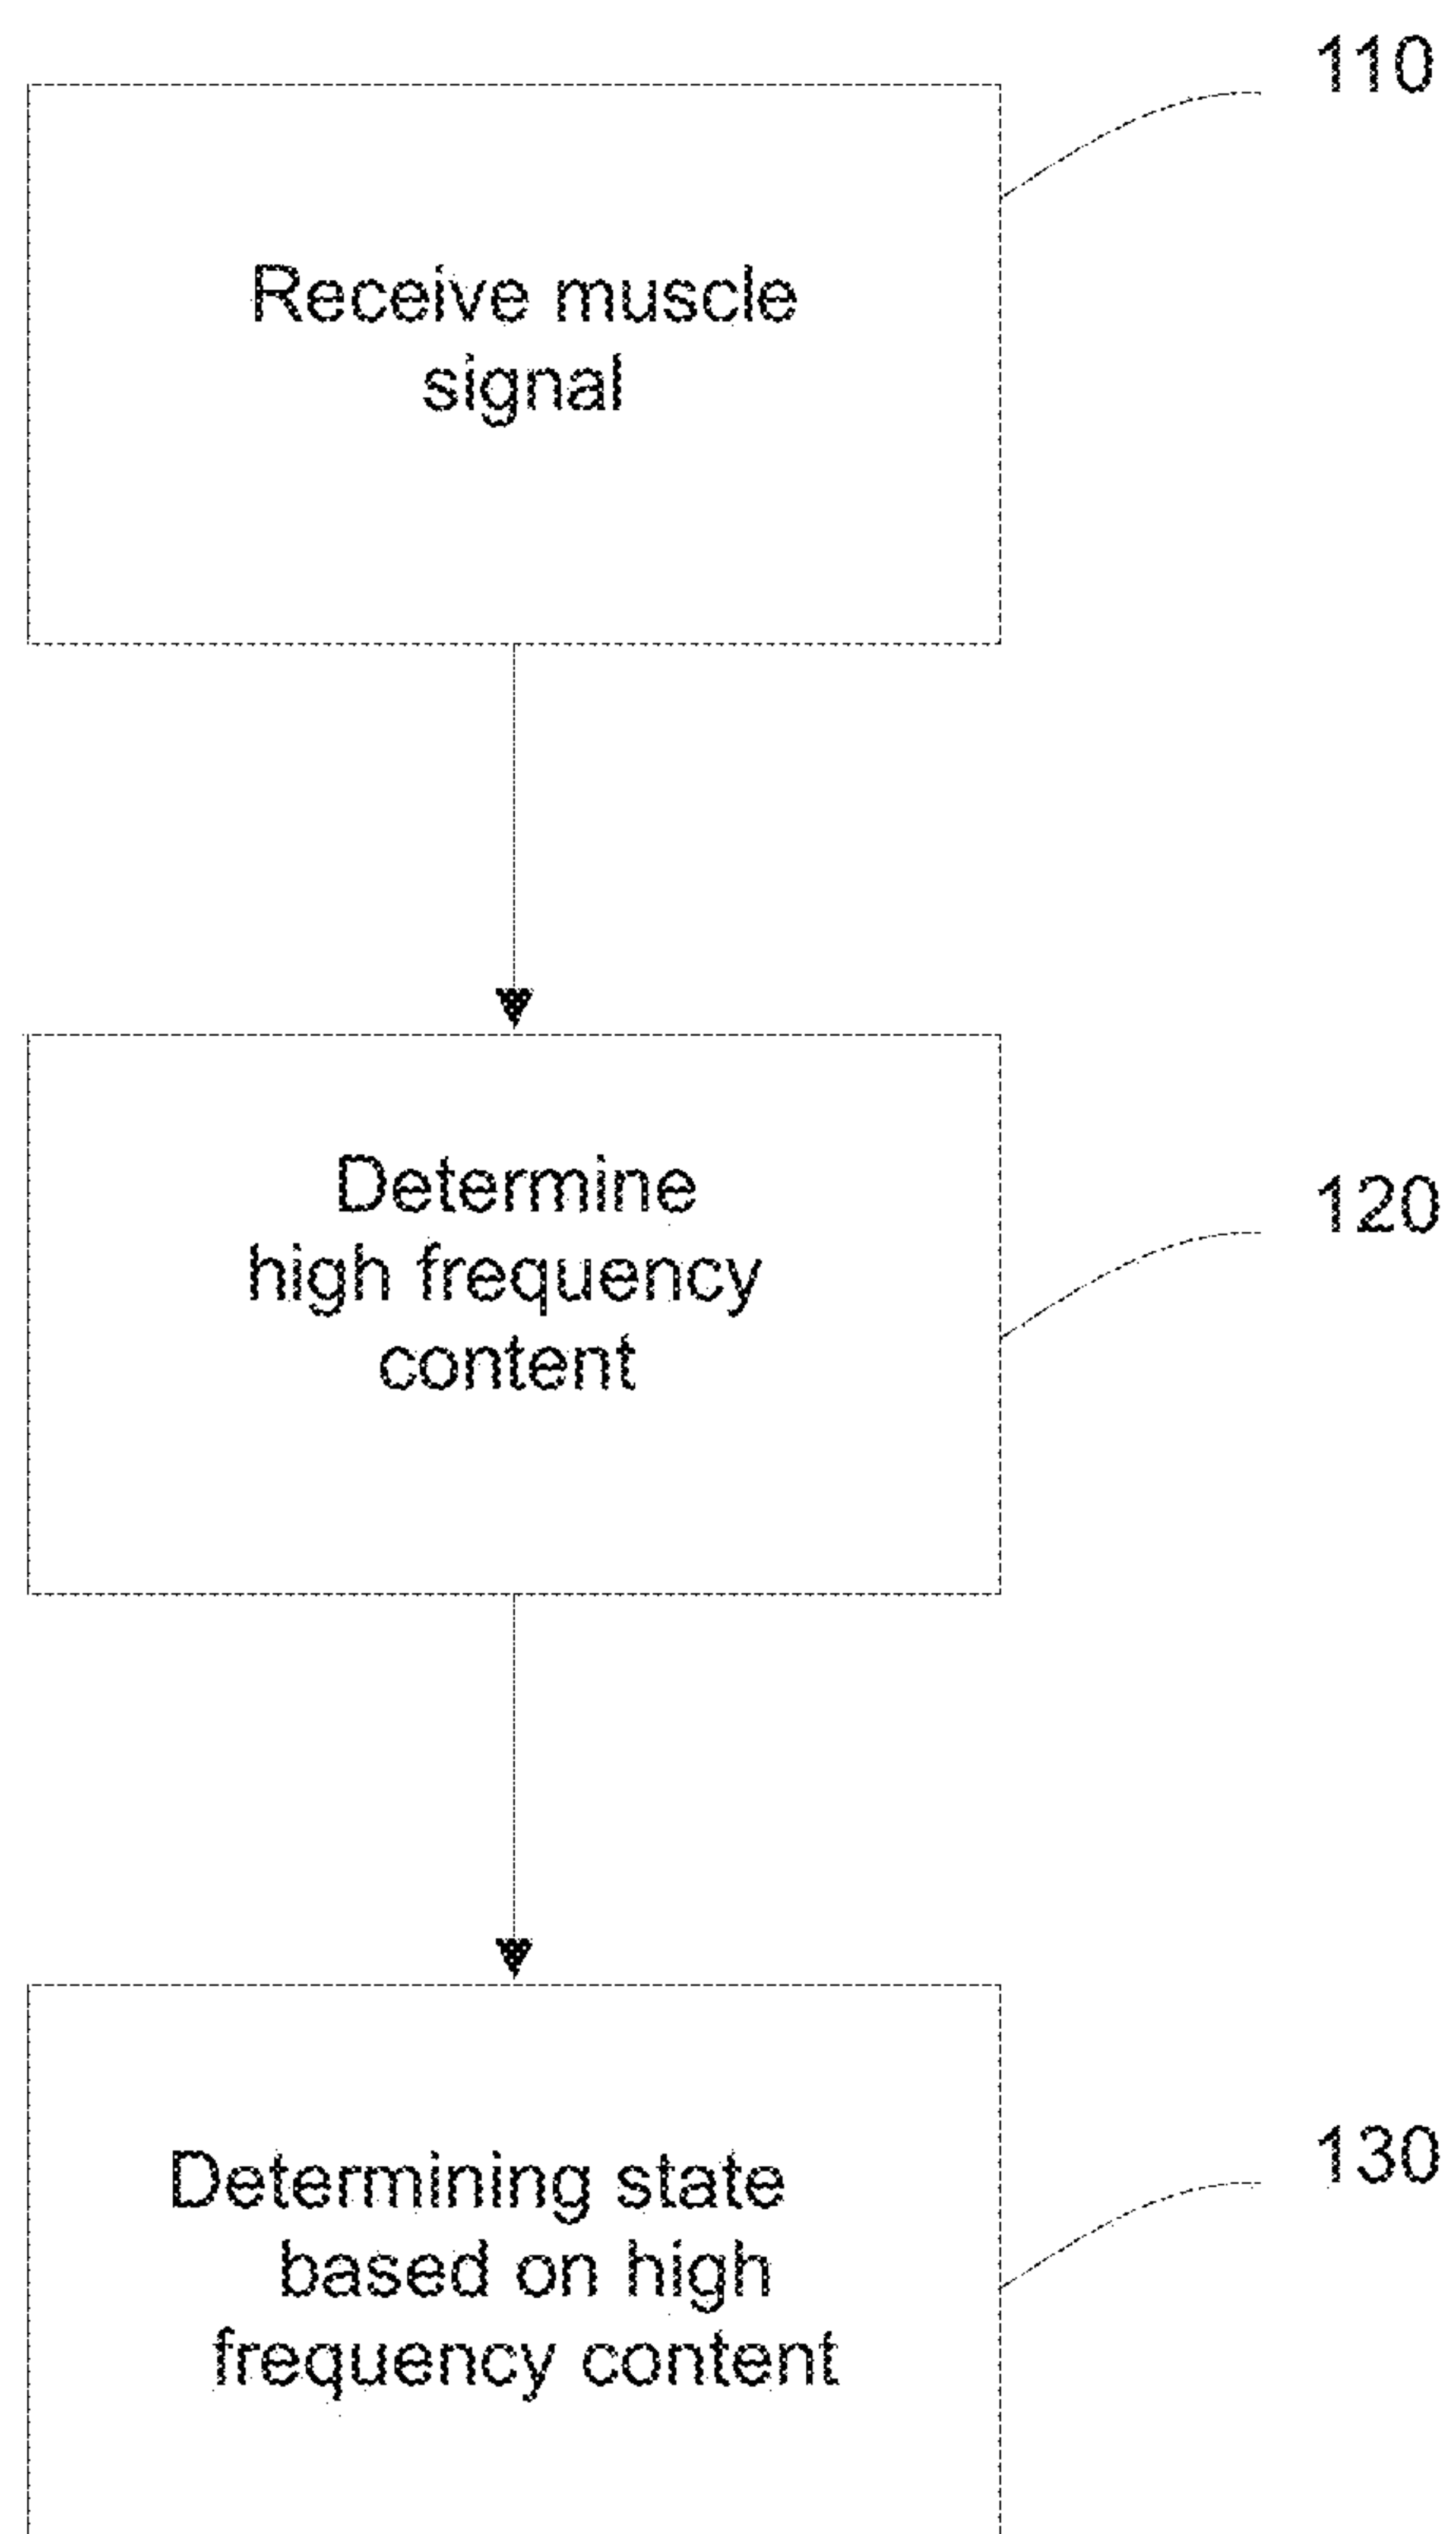 110
Receive muscle
signal
Determine
high frequency
content
120
Determining state
based on high
frequency content
130